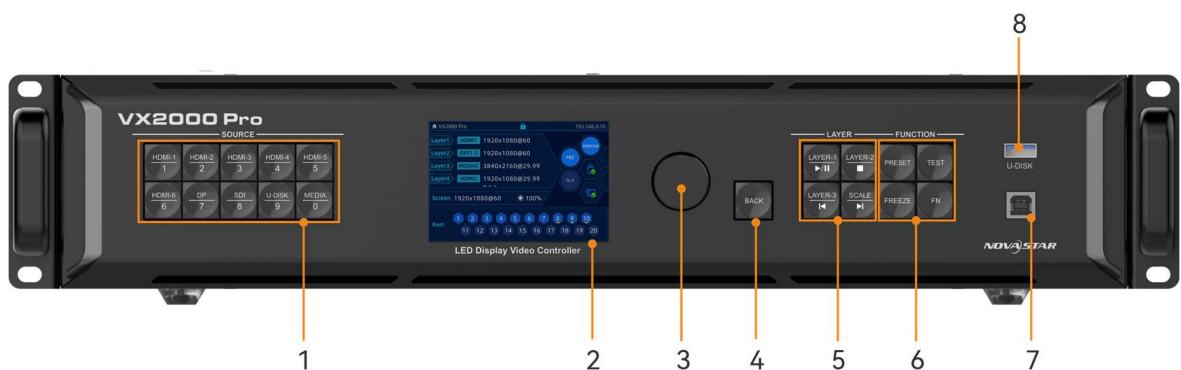 8
VX2000 Pro
SOURCE
HDMI-1
1
HDMI-2
2
HDMI-3
3
HDMI-4
4
HDMI-5
5
HDMI-6
6
DP
7
SDI
8
U-DISK
9
MEDIA
0
VX2000 Pro 192.168.0.10
Layer1 HDMI1 1920x1080@60
Layer2 1920x1080@60
Layer3 3840x2160@29.99
Layer4 1920x1080@29.99
Internal
FRZ
Screen 1920x1080@60 100%
Port 1 2 3 4 5 6 7 8 9 10
11 12 13 14 15 16 17 18 19 20
LED Display Video Controller
BACK
LAYER FUNCTION
LAYER-1
LAYER-2
LAYER-3
SCALE
PRESET
TEST
FREEZE
FN
U-DISK
NOVASTAR
1 2 3 4 5 6 7